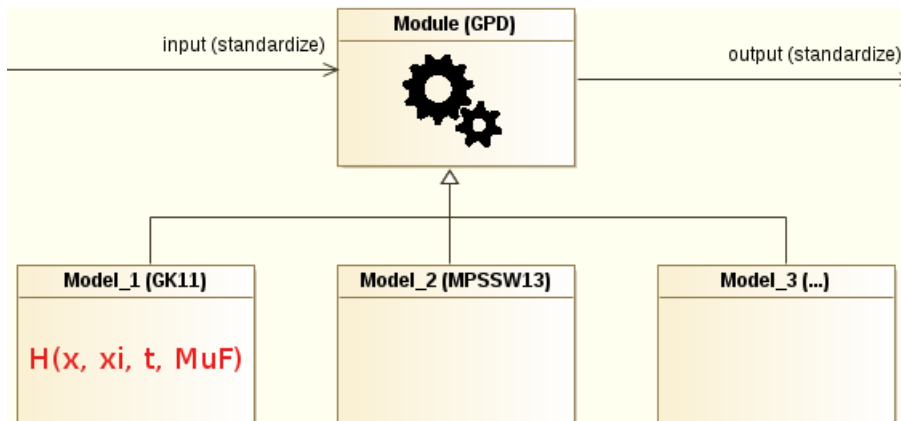 Module (GPD)
input (standardize)
output (standardize)
Model_1 (GK11)
Model_2 (MPSSW13)
Model_3 (...)
H(x, xi, t, MuF)